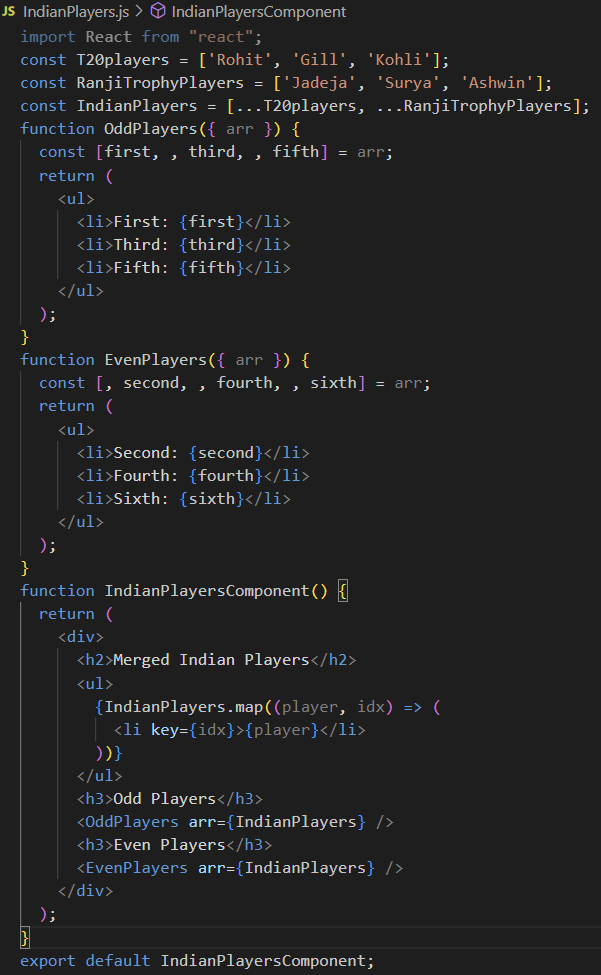 JS IndianPlayers.js > IndianPlayersComponent
import React from "react";
const T20players = ['Rohit', 'Gill', 'Kohli'];
const RanjiTrophyPlayers = ['Jadeja', 'Surya', 'Ashwin'];
const IndianPlayers = [...T20players, ...RanjiTrophyPlayers];
function OddPlayers({ arr }) {
  const [first, , third, , fifth] = arr;
  return (
    <ul>
      <li>First: {first}</li>
      <li>Third: {third}</li>
      <li>Fifth: {fifth}</li>
    </ul>
  );
}
function EvenPlayers({ arr }) {
  const [, second, , fourth, , sixth] = arr;
  return (
    <ul>
      <li>Second: {second}</li>
      <li>Fourth: {fourth}</li>
      <li>Sixth: {sixth}</li>
    </ul>
  );
}
function IndianPlayersComponent() {
  return (
    <div>
      <h2>Merged Indian Players</h2>
      <ul>
        {IndianPlayers.map((player, idx) => (
          <li key={idx}>{player}</li>
        ))}
      </ul>
      <h3>Odd Players</h3>
      <OddPlayers arr={IndianPlayers} />
      <h3>Even Players</h3>
      <EvenPlayers arr={IndianPlayers} />
    </div>
  );
}
export default IndianPlayersComponent;